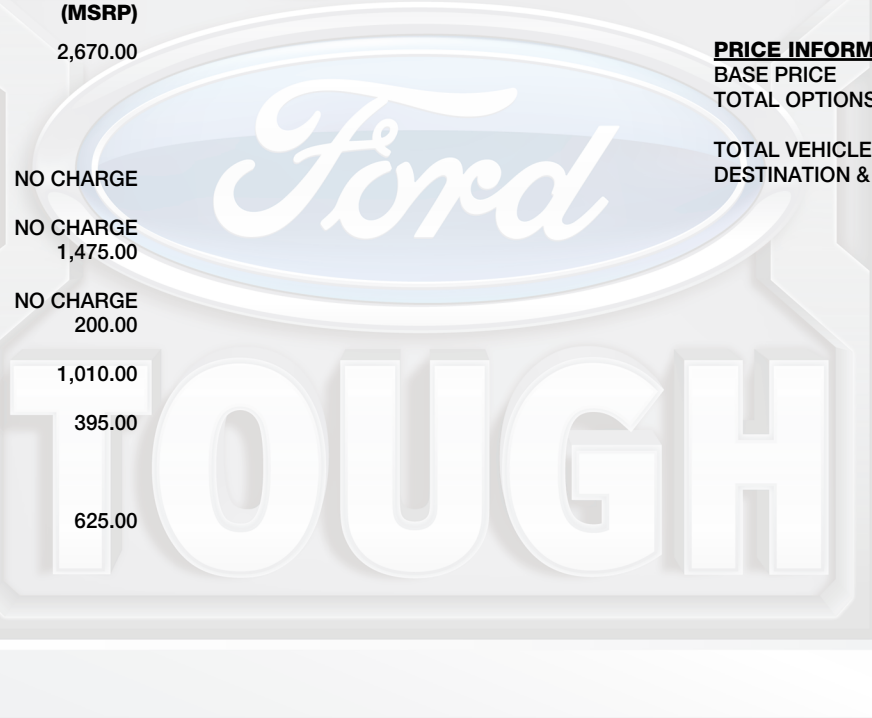 (MSRP)
2,670.00
NO CHARGE
NO CHARGE
1,475.00
NO CHARGE
200.00
1,010.00
395.00
625.00
PRICE INFORM
BASE PRICE
TOTAL OPTIONS
TOTAL VEHICLE
DESTINATION &
Ford
TOUGH